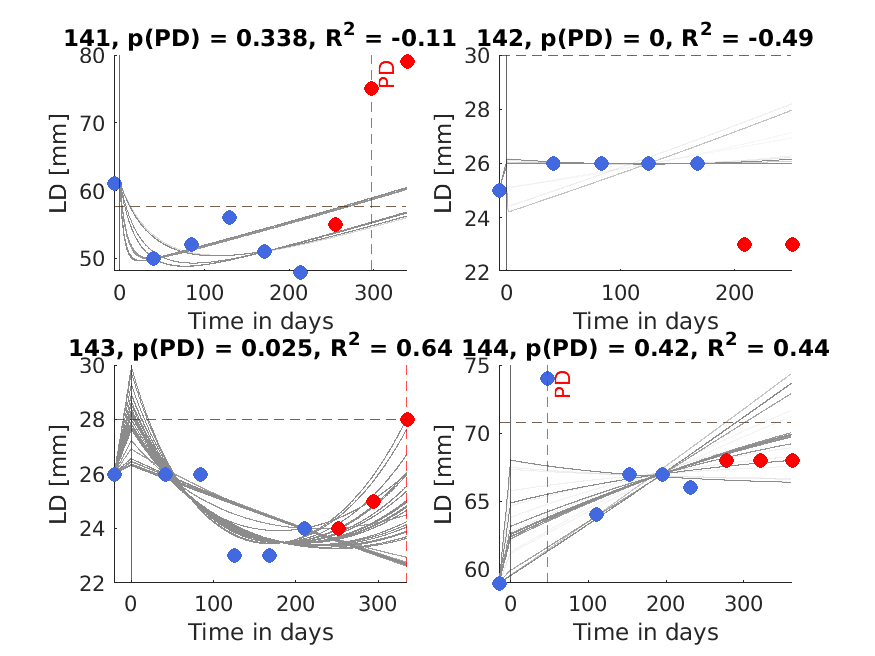 141, p(PD) = 0.338, R² = -0.11
142, p(PD) = 0, R² = -0.49
80
70
60
50
LD [mm]
PD
0
100
200
300
Time in days
30
28
26
24
22
LD [mm]
0
100
200
Time in days
143, p(PD) = 0.025, R² = 0.64
144, p(PD) = 0.42, R² = 0.44
30
28
26
24
22
LD [mm]
0
100
200
300
Time in days
75
70
65
60
LD [mm]
PD
0
100
200
300
Time in days